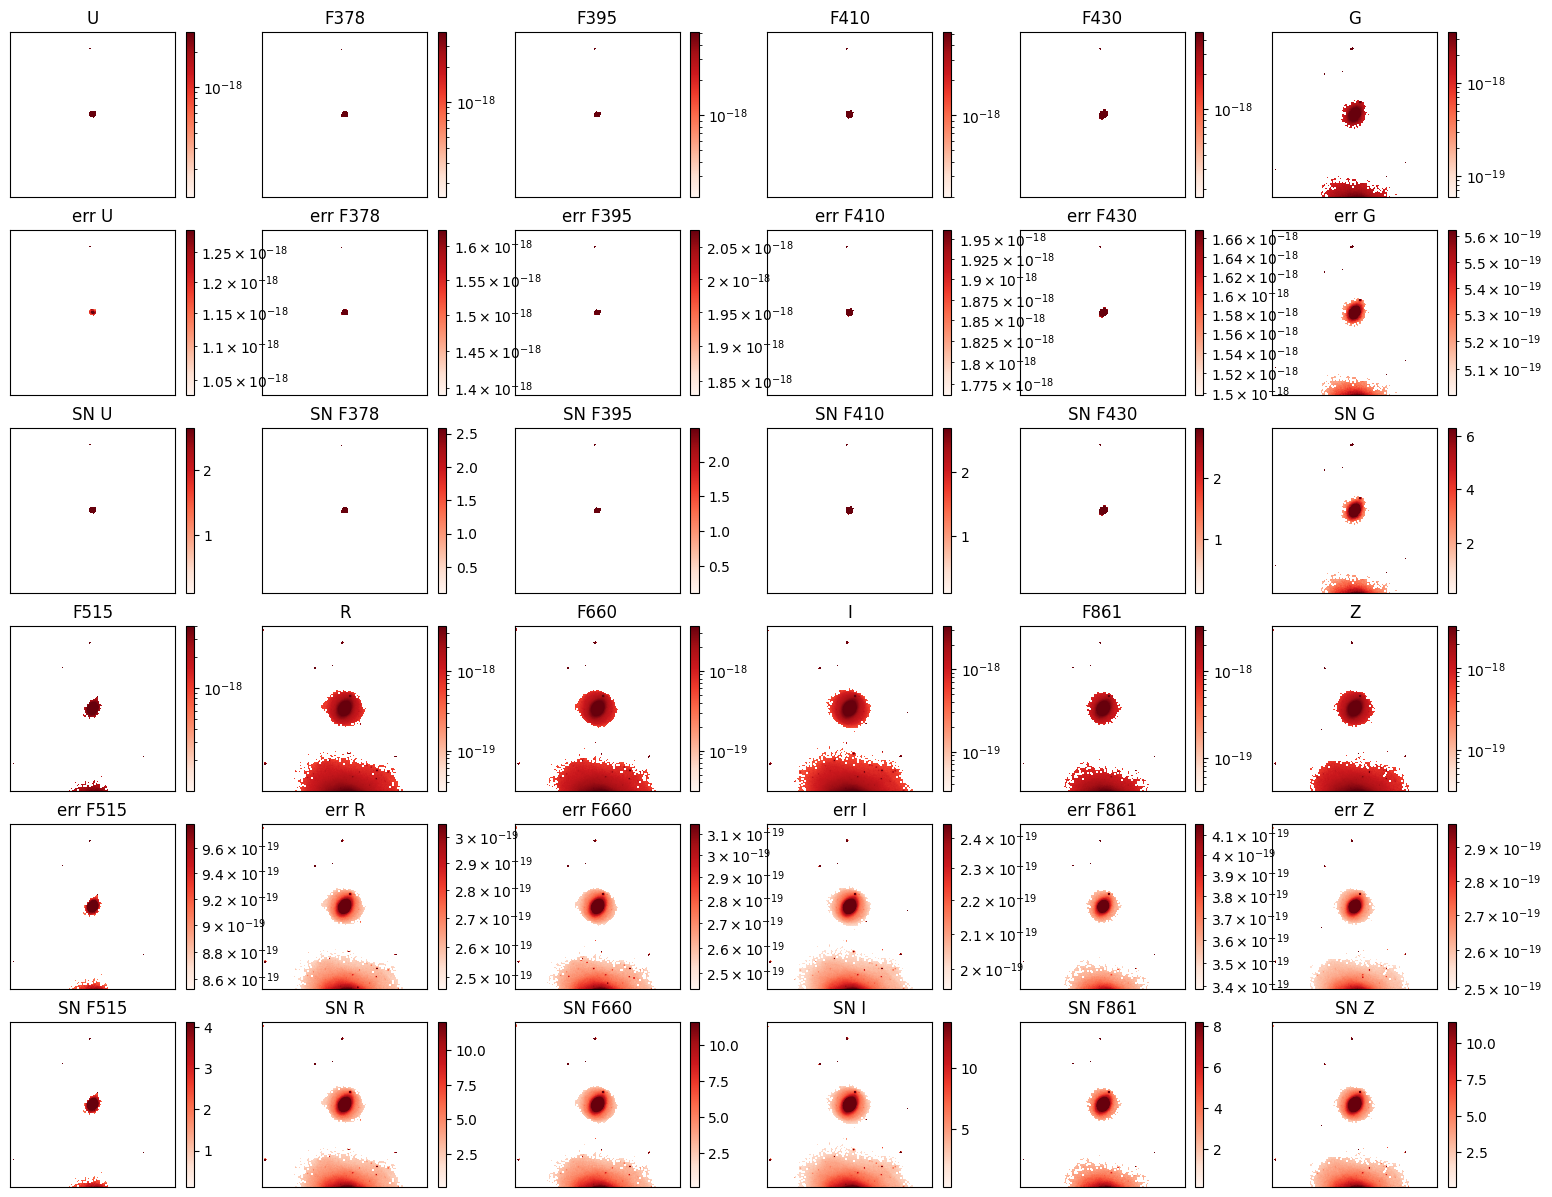 U F378 F395 F410 F430 G
10⁻¹⁸ 10⁻¹⁸ 10⁻¹⁸ 10⁻¹⁸ 10⁻¹⁸ 10⁻¹⁸
10⁻¹⁹
err U err F378 err F395 err F410 err F430 err G
1.25 × 10⁻¹⁸ 1.6 × 10⁻¹⁸ 2.05 × 10⁻¹⁸ 1.95 × 10⁻¹⁸ 1.66 × 10⁻¹⁸ 5.6 × 10⁻¹⁹
1.2 × 10⁻¹⁸ 1.55 × 10⁻¹⁸ 2 × 10⁻¹⁸ 1.925 × 10⁻¹⁸ 1.64 × 10⁻¹⁸ 5.5 × 10⁻¹⁹
1.15 × 10⁻¹⁸ 1.5 × 10⁻¹⁸ 1.95 × 10⁻¹⁸ 1.9 × 10⁻¹⁸ 1.62 × 10⁻¹⁸ 5.4 × 10⁻¹⁹
1.1 × 10⁻¹⁸ 1.45 × 10⁻¹⁸ 1.9 × 10⁻¹⁸ 1.875 × 10⁻¹⁸ 1.6 × 10⁻¹⁸ 5.3 × 10⁻¹⁹
1.05 × 10⁻¹⁸ 1.4 × 10⁻¹⁸ 1.85 × 10⁻¹⁸ 1.85 × 10⁻¹⁸ 1.58 × 10⁻¹⁸ 5.2 × 10⁻¹⁹
1.825 × 10⁻¹⁸ 1.56 × 10⁻¹⁸ 5.1 × 10⁻¹⁹
1.8 × 10⁻¹⁸ 1.54 × 10⁻¹⁸
1.775 × 10⁻¹⁸ 1.52 × 10⁻¹⁸
1.5 × 10⁻¹⁸
SN U SN F378 SN F395 SN F410 SN F430 SN G
2 2.5 2.0 2 2 6
1 2.0 1.5 1 1 4
1.5 1.0 2
1.0 0.5
0.5
F515 R F660 I F861 Z
10⁻¹⁸ 10⁻¹⁸ 10⁻¹⁸ 10⁻¹⁸ 10⁻¹⁸ 10⁻¹⁸
10⁻¹⁹ 10⁻¹⁹ 10⁻¹⁹ 10⁻¹⁹ 10⁻¹⁹
err F515 err R err F660 err I err F861 err Z
9.6 × 10⁻¹⁹ 3 × 10⁻¹⁹ 3.1 × 10⁻¹⁹ 2.4 × 10⁻¹⁹ 4.1 × 10⁻¹⁹ 2.9 × 10⁻¹⁹
9.4 × 10⁻¹⁹ 2.9 × 10⁻¹⁹ 3 × 10⁻¹⁹ 2.3 × 10⁻¹⁹ 4 × 10⁻¹⁹ 2.8 × 10⁻¹⁹
9.2 × 10⁻¹⁹ 2.8 × 10⁻¹⁹ 2.9 × 10⁻¹⁹ 2.2 × 10⁻¹⁹ 3.9 × 10⁻¹⁹ 2.7 × 10⁻¹⁹
9 × 10⁻¹⁹ 2.7 × 10⁻¹⁹ 2.8 × 10⁻¹⁹ 2.1 × 10⁻¹⁹ 3.8 × 10⁻¹⁹ 2.6 × 10⁻¹⁹
8.8 × 10⁻¹⁹ 2.6 × 10⁻¹⁹ 2.7 × 10⁻¹⁹ 2 × 10⁻¹⁹ 3.7 × 10⁻¹⁹ 2.5 × 10⁻¹⁹
8.6 × 10⁻¹⁹ 2.5 × 10⁻¹⁹ 2.6 × 10⁻¹⁹ 3.6 × 10⁻¹⁹
2.5 × 10⁻¹⁹ 3.5 × 10⁻¹⁹
3.4 × 10⁻¹⁹
SN F515 SN R SN F660 SN I SN F861 SN Z
4 10.0 10.0 10 8 10.0
3 7.5 7.5 5 6 7.5
2 5.0 5.0 4 5.0
1 2.5 2.5 2 2.5